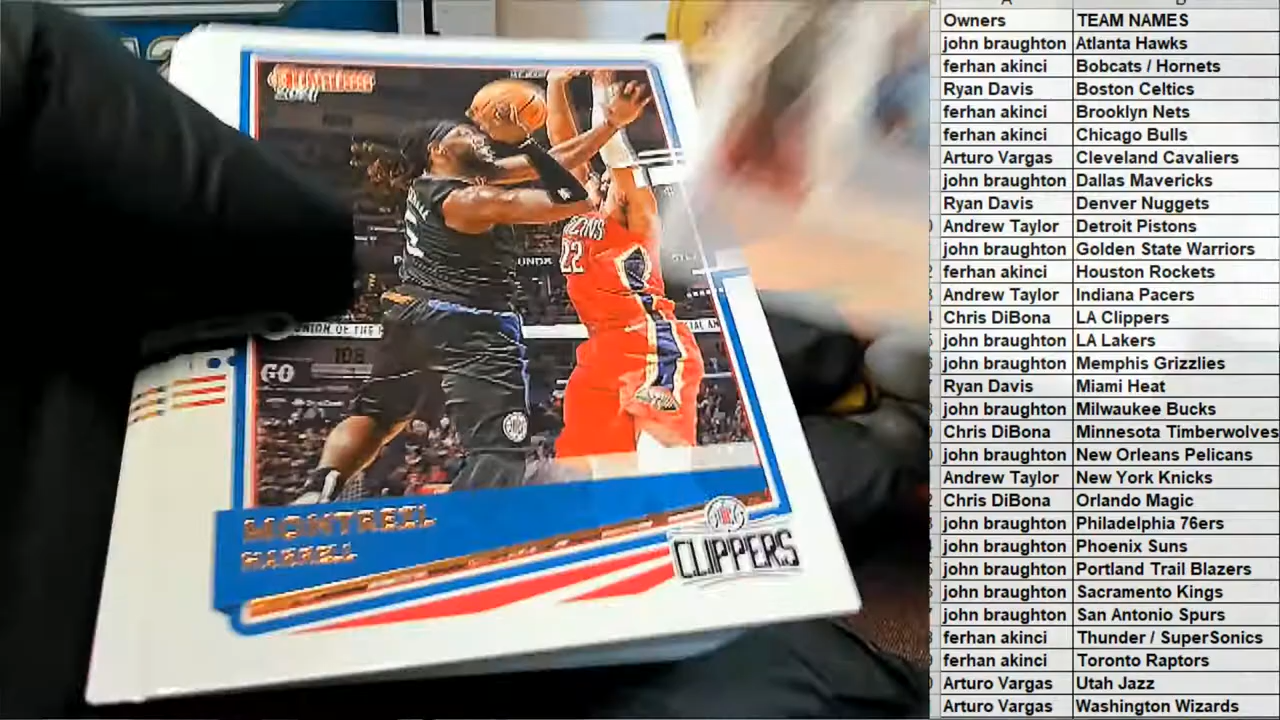 MONTREZL
HARRELL
CLIPPERS
22
GO
108
Owners TEAM NAMES
john braughton Atlanta Hawks
ferhan akinci Bobcats / Hornets
Ryan Davis Boston Celtics
ferhan akinci Brooklyn Nets
ferhan akinci Chicago Bulls
Arturo Vargas Cleveland Cavaliers
john braughton Dallas Mavericks
Ryan Davis Denver Nuggets
Andrew Taylor Detroit Pistons
john braughton Golden State Warriors
ferhan akinci Houston Rockets
Andrew Taylor Indiana Pacers
Chris DiBona LA Clippers
john braughton LA Lakers
john braughton Memphis Grizzlies
Ryan Davis Miami Heat
john braughton Milwaukee Bucks
Chris DiBona Minnesota Timberwolves
john braughton New Orleans Pelicans
Andrew Taylor New York Knicks
Chris DiBona Orlando Magic
john braughton Philadelphia 76ers
john braughton Phoenix Suns
john braughton Portland Trail Blazers
john braughton Sacramento Kings
john braughton San Antonio Spurs
ferhan akinci Thunder / SuperSonics
ferhan akinci Toronto Raptors
Arturo Vargas Utah Jazz
Arturo Vargas Washington Wizards